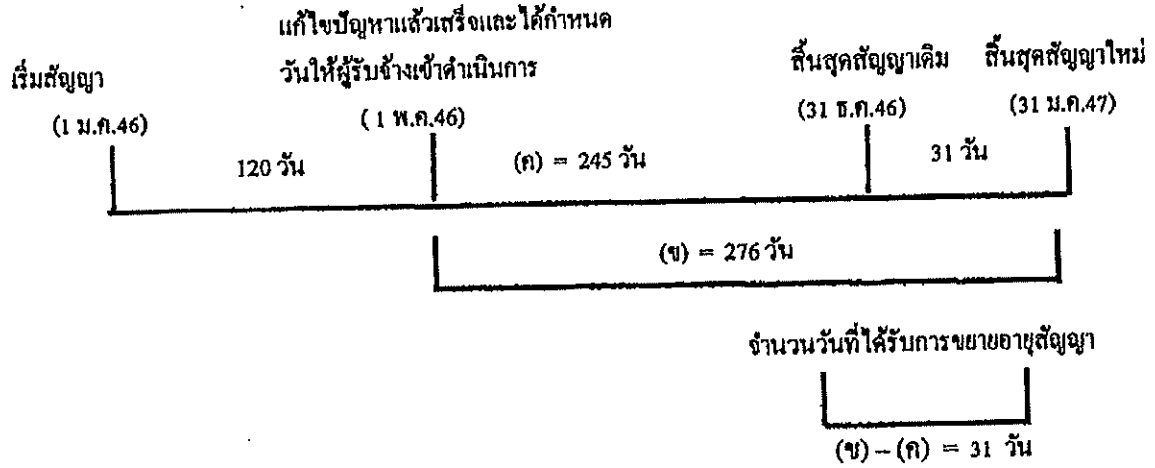 แก้ไขปัญหาแล้วเสร็จและได้กำหนด
วันให้ผู้รับจ้างเข้าดำเนินการ
(1 พ.ค.46)
เริ่มสัญญา
(1 ม.ค.46)
สิ้นสุดสัญญาเดิม
(31 ธ.ค.46)
สิ้นสุดสัญญาใหม่
(31 ม.ค.47)
120 วัน
(ค) = 245 วัน
31 วัน
(ข) = 276 วัน
จำนวนวันที่ได้รับการขยายอายุสัญญา
(ข) – (ค) = 31 วัน